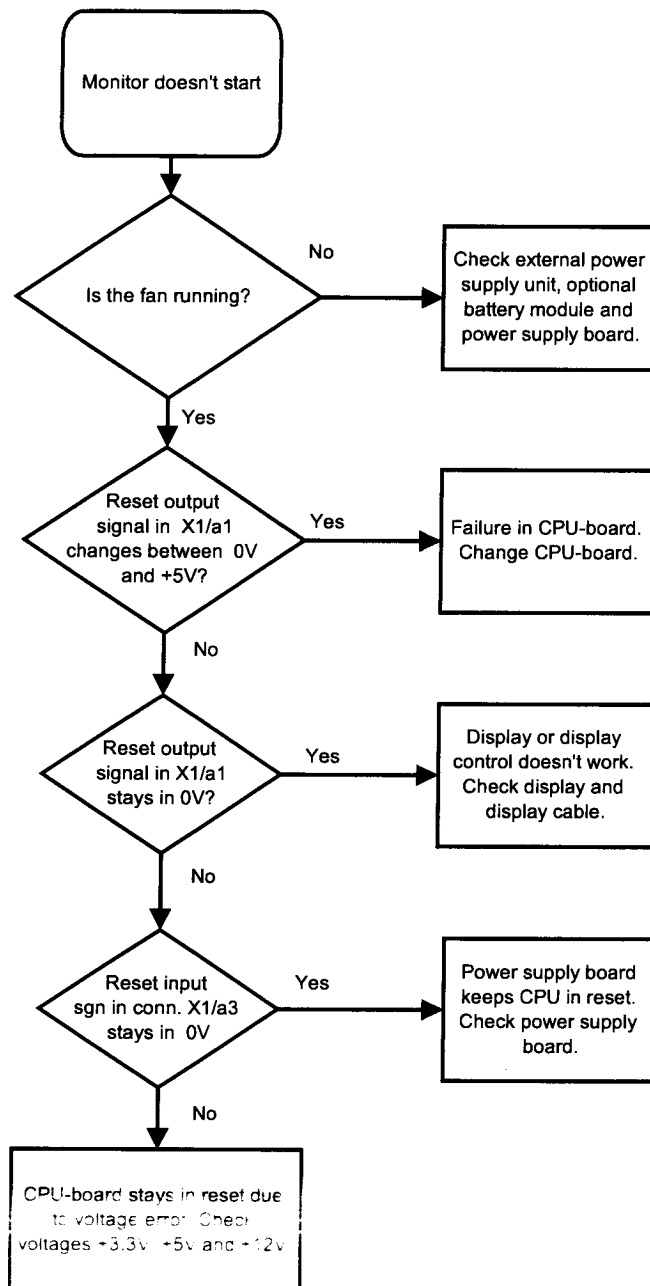 Monitor doesn't start
Is the fan running?
No
Check external power
supply unit, optional
battery module and
power supply board.
Yes
Reset output
signal in X1/a1
changes between 0V
and +5V?
Yes
Failure in CPU-board.
Change CPU-board.
No
Reset output
signal in X1/a1
stays in 0V?
Yes
Display or display
control doesn't work.
Check display and
display cable.
No
Reset input
sgn in conn. X1/a3
stays in 0V
Yes
Power supply board
keeps CPU in reset.
Check power supply
board.
No
CPU-board stays in reset due
to voltage error. Check
voltages +3.3v, +5v and +12v